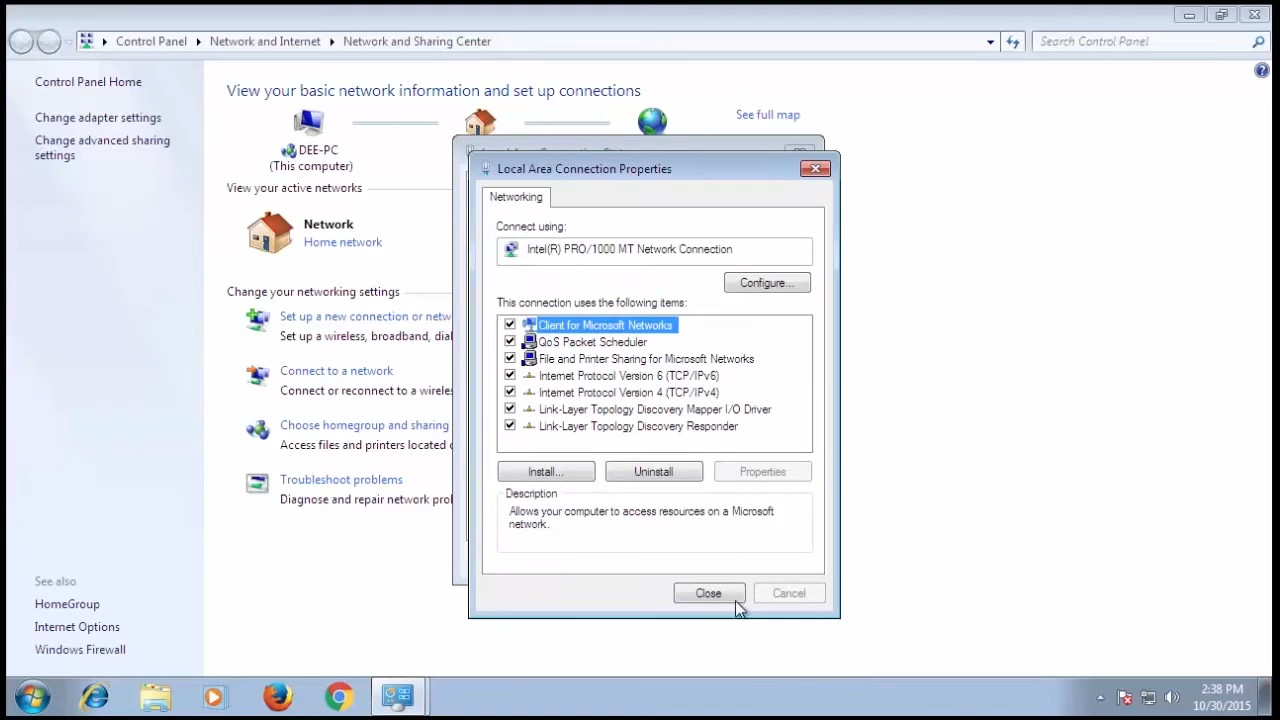 Control Panel
Network and Internet
Network and Sharing Center
Search Control Panel
Control Panel Home
Change adapter settings
Change advanced sharing
settings
View your basic network information and set up connections
See full map
DEE-PC
(This computer)
View your active networks
Network
Home network
Change your networking settings
Set up a new connection or netw
Set up a wireless, broadband, dial
Connect to a network
Connect or reconnect to a wireles
Choose homegroup and sharing
Access files and printers located o
Troubleshoot problems
Diagnose and repair network prol
See also
HomeGroup
Internet Options
Windows Firewall
Local Area Connection Properties
Networking
Connect using:
Intel(R) PRO/1000 MT Network Connection
Configure...
This connection uses the following items:
Client for Microsoft Networks
QoS Packet Scheduler
File and Printer Sharing for Microsoft Networks
Internet Protocol Version 6 (TCP/IPv6)
Internet Protocol Version 4 (TCP/IPv4)
Link-Layer Topology Discovery Mapper I/O Driver
Link-Layer Topology Discovery Responder
Install...
Uninstall
Properties
Description
Allows your computer to access resources on a Microsoft
network.
Close
Cancel
2:38 PM
10/30/2015